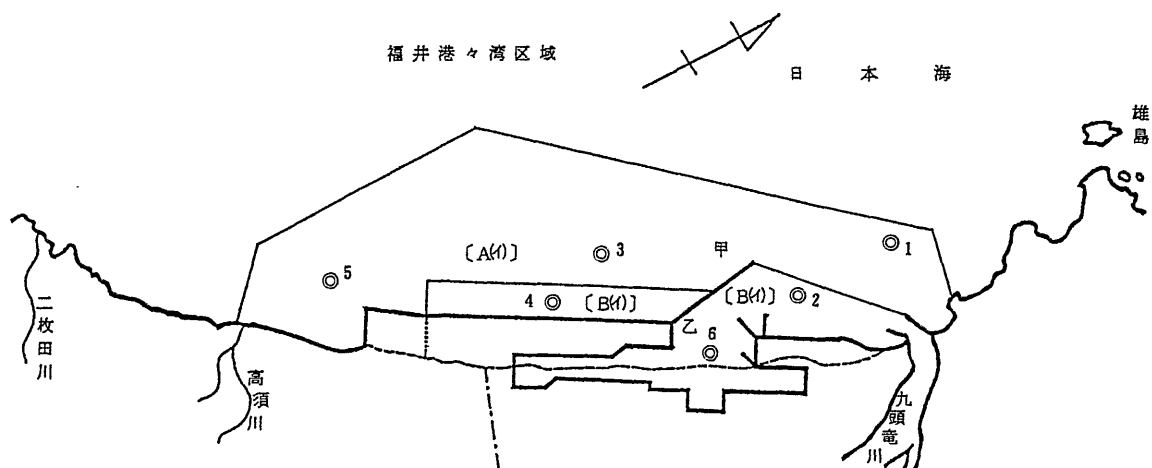 福井港々湾区域
日本海
雄島
1
〔A(イ)〕
3
甲
5
4
〔B(イ)〕
〔B(イ)〕
2
乙
6
二枚田川
高須川
九頭竜川